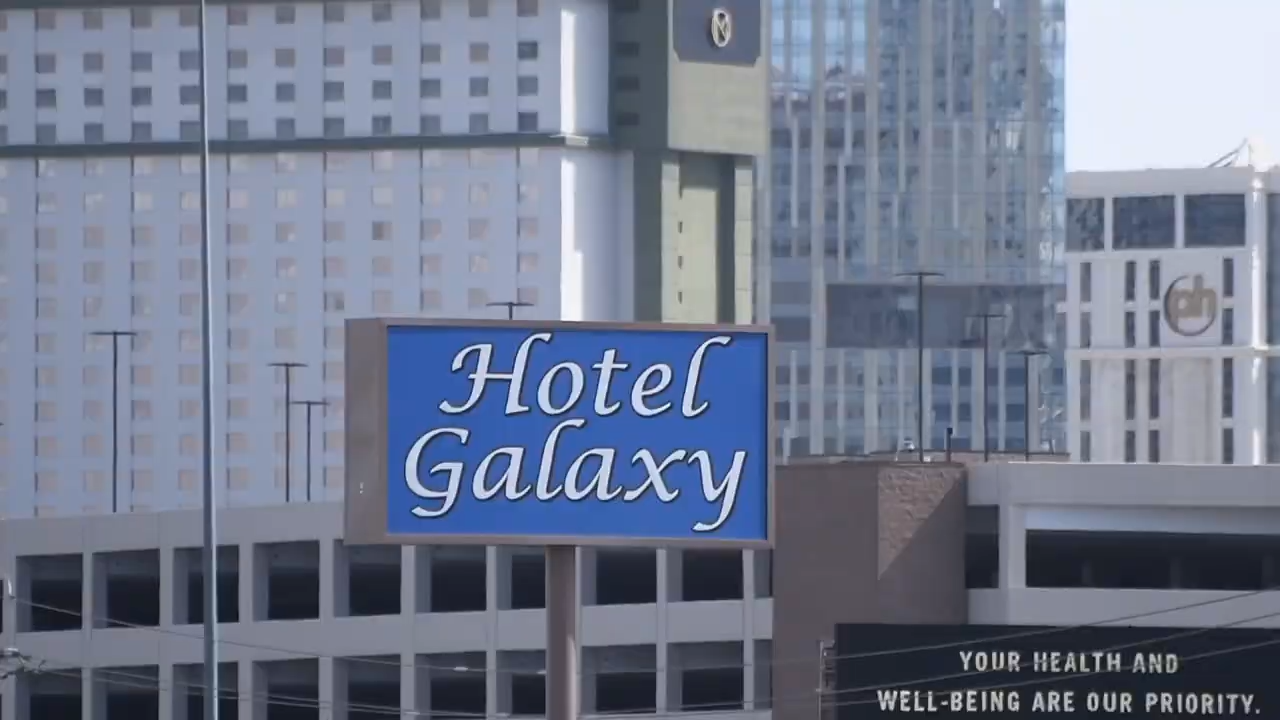 Hotel
Galaxy
ph
YOUR HEALTH AND
WELL-BEING ARE OUR PRIORITY.